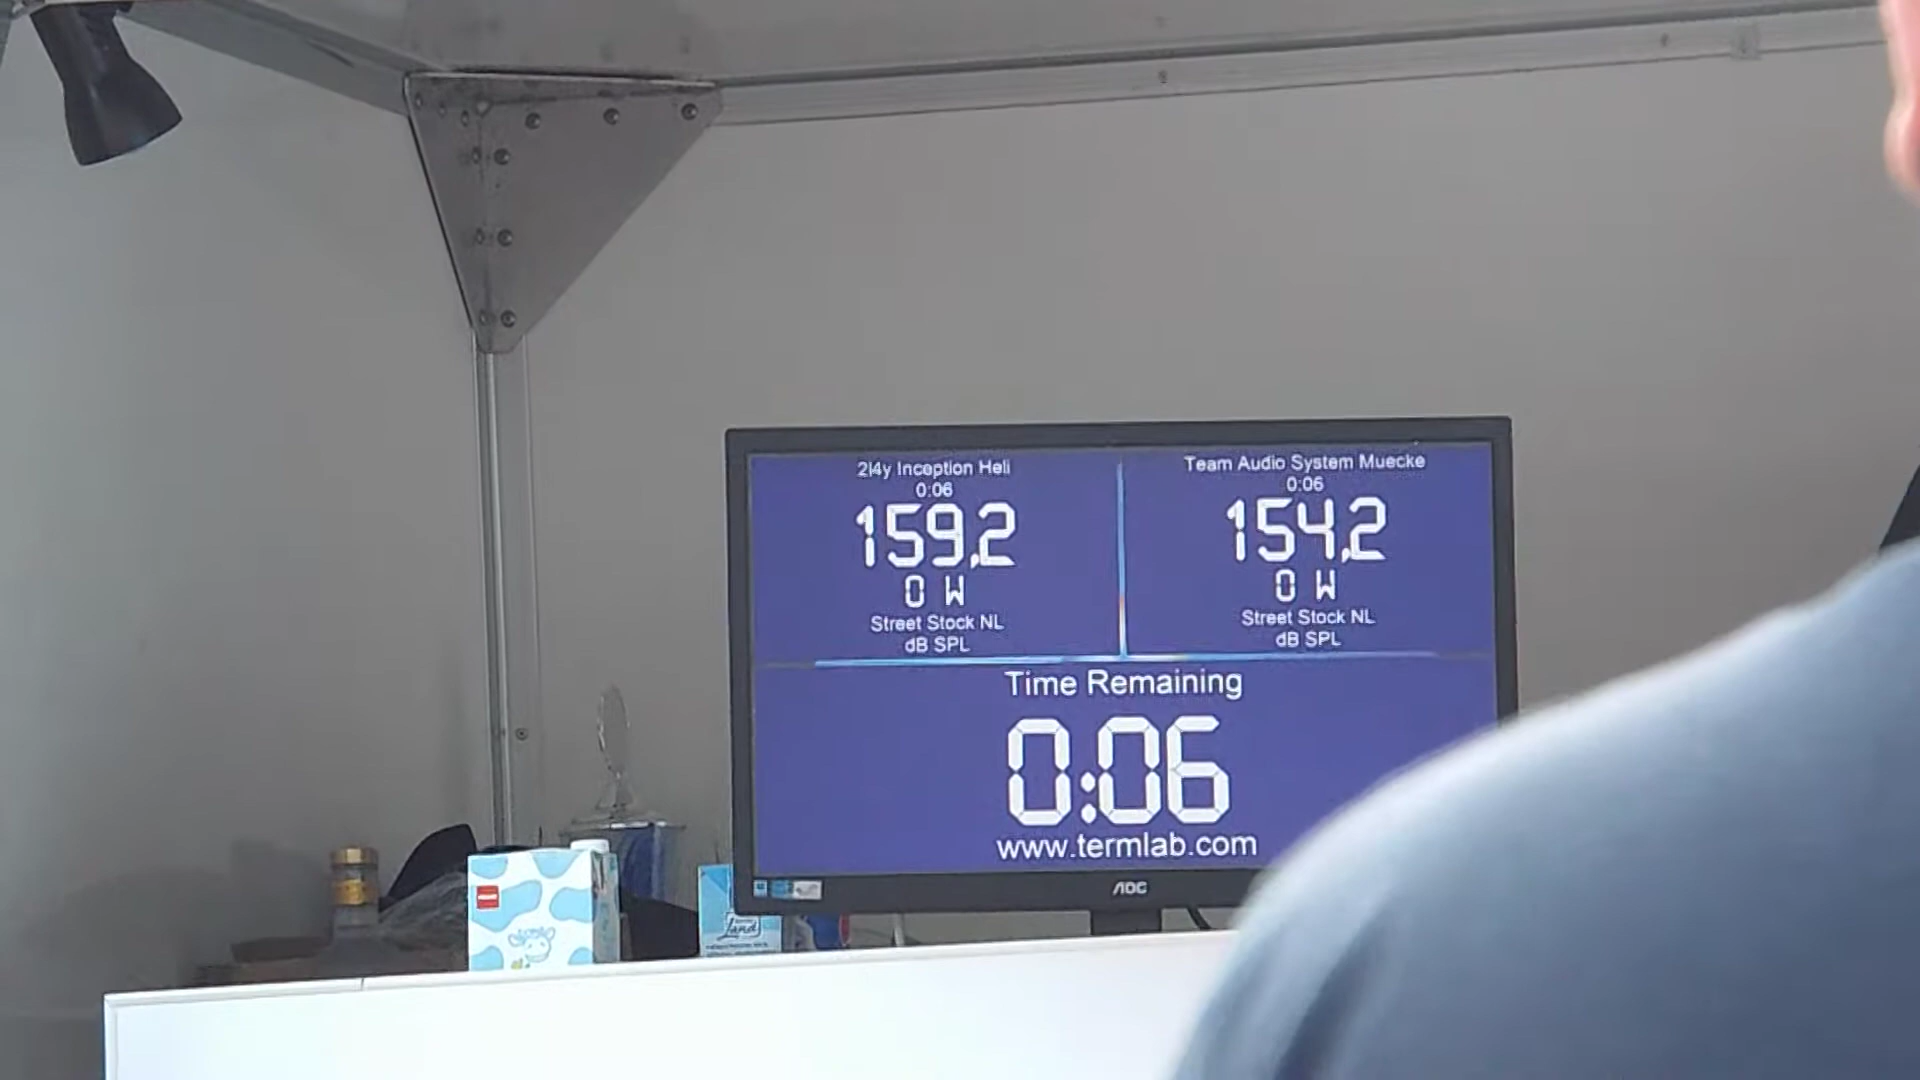 2l4y Inception Heli
0:06
159,2
0 W
Street Stock NL
dB SPL
Team Audio System Muecke
0:06
154,2
0 W
Street Stock NL
dB SPL
Time Remaining
0:06
www.termlab.com
AOC
Land